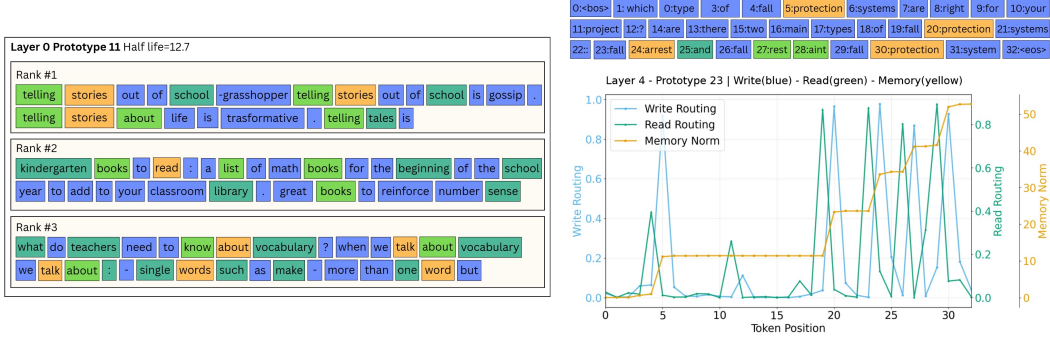 Layer 0 Prototype 11 Half life=12.7
Rank #1
telling stories out of school -grasshopper telling stories out of school is gossip .
telling stories about life is trasformative . telling tales is
Rank #2
kindergarten books to read : a list of math books for the beginning of the school
year to add to your classroom library . great books to reinforce number sense
Rank #3
what do teachers need to know about vocabulary ? when we talk about vocabulary
we talk about : - single words such as make - more than one word but
0:<bos> 1: which 0:type 3:of 4:fall 5:protection 6:systems 7:are 8:right 9:for 10:your
11:project 12:? 13:there 14:are 15:two 16:main 17:types 18:of 19:fall 20:protection 21:systems
22:: 23:fall 24:arrest 25:and 26:fall 27:rest 28:aint 29:fall 30:protection 31:system 32:<eos>
Layer 4 - Prototype 23 | Write(blue) - Read(green) - Memory(yellow)
Write Routing
Read Routing
Memory Norm
1.0
0.8
0.6
0.4
0.2
0.0
Write Routing
0.8
0.6
0.4
0.2
0.0
Read Routing
50
40
30
20
10
0
Memory Norm
0 5 10 15 20 25 30
Token Position